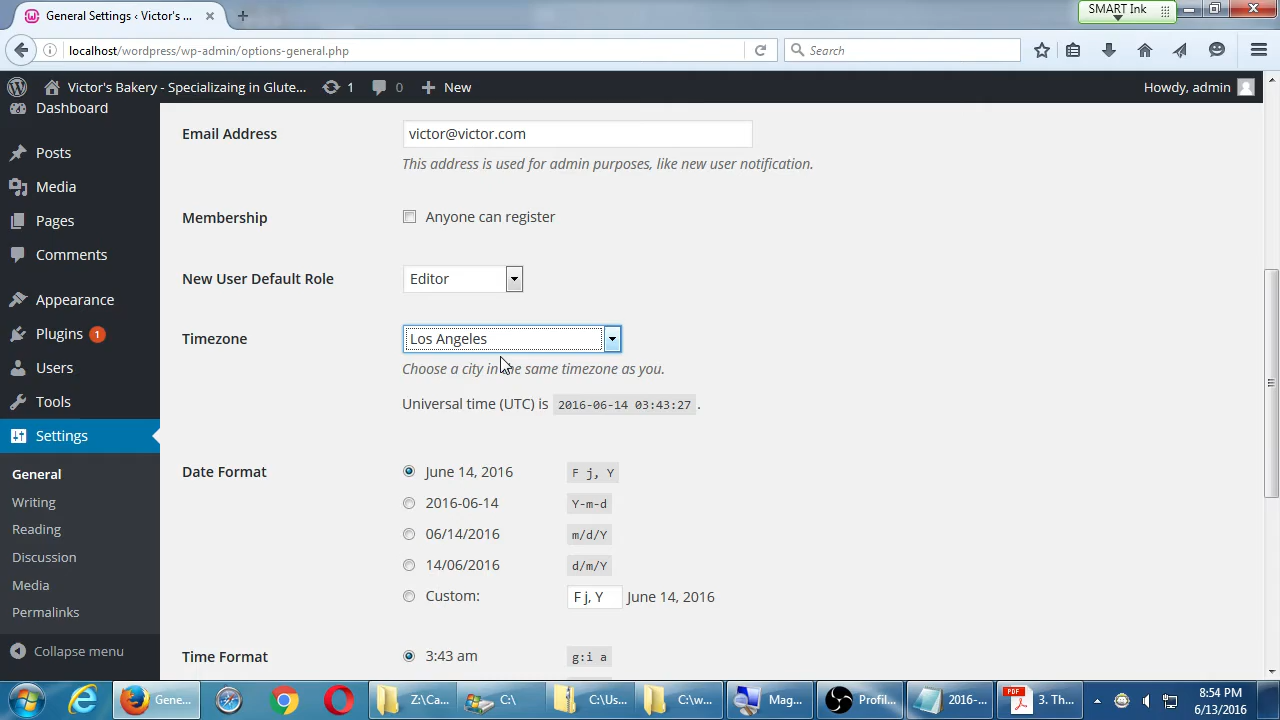 General Settings ‹ Victor's ...
SMART Ink
localhost/wordpress/wp-admin/options-general.php
Search
Victor's Bakery - Specializaing in Glute...
1
0
New
Howdy, admin
Dashboard
Posts
Media
Pages
Comments
Appearance
Plugins 1
Users
Tools
Settings
General
Writing
Reading
Discussion
Media
Permalinks
Collapse menu
Email Address
victor@victor.com
This address is used for admin purposes, like new user notification.
Membership
Anyone can register
New User Default Role
Editor
Timezone
Los Angeles
Choose a city in the same timezone as you.
Universal time (UTC) is 2016-06-14 03:43:27 .
Date Format
June 14, 2016 F j, Y
2016-06-14 Y-m-d
06/14/2016 m/d/Y
14/06/2016 d/m/Y
Custom: F j, Y June 14, 2016
Time Format
3:43 am g:i a
Gene...
Z:\Ca...
C:\
C:\Us...
C:\w...
Mag...
Profil...
2016-...
PDF
3. Th...
8:54 PM
6/13/2016